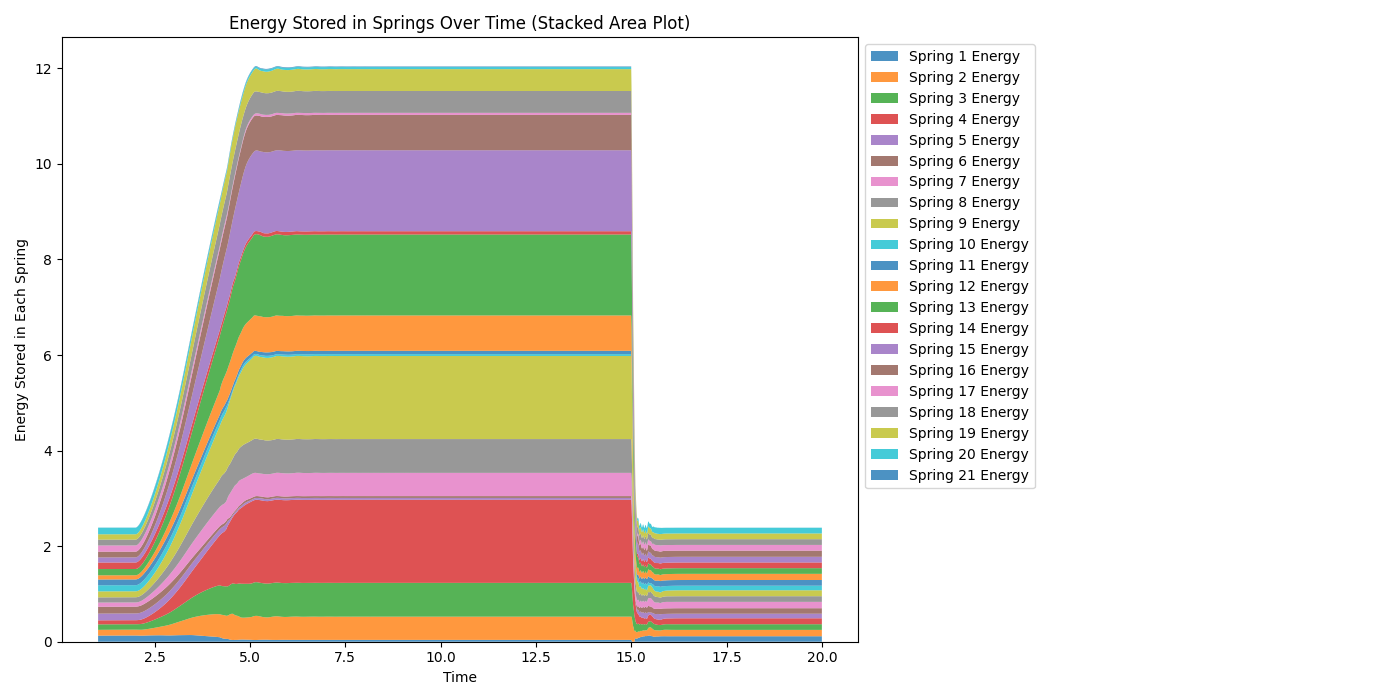 Energy Stored in Springs Over Time (Stacked Area Plot)
Energy Stored in Each Spring
12
10
8
6
4
2
0
2.5 5.0 7.5 10.0 12.5 15.0 17.5 20.0
Time
Spring 1 Energy
Spring 2 Energy
Spring 3 Energy
Spring 4 Energy
Spring 5 Energy
Spring 6 Energy
Spring 7 Energy
Spring 8 Energy
Spring 9 Energy
Spring 10 Energy
Spring 11 Energy
Spring 12 Energy
Spring 13 Energy
Spring 14 Energy
Spring 15 Energy
Spring 16 Energy
Spring 17 Energy
Spring 18 Energy
Spring 19 Energy
Spring 20 Energy
Spring 21 Energy